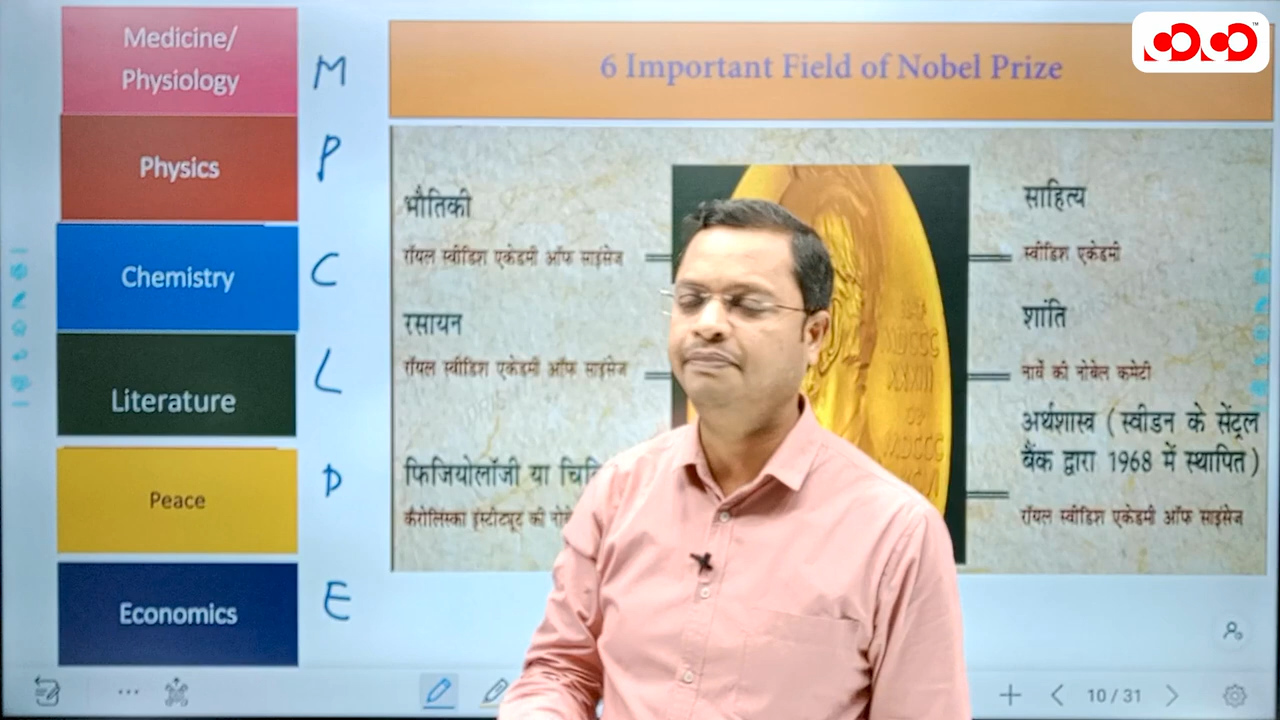 Medicine/
Physiology
M
Physics
P
Chemistry
C
Literature
L
Peace
P
Economics
E
6 Important Field of Nobel Prize
भौतिकी
रॉयल स्वीडिश एकेडमी ऑफ साइंसेज
रसायन
रॉयल स्वीडिश एकेडमी ऑफ साइंसेज
फिजियोलॉजी या
कैरोलिस्का इंस्टीट्यूट की
साहित्य
स्वीडिश एकेडमी
शांति
नार्वे की नोबेल कमेटी
अर्थशास्त्र ( स्वीडन के सेंट्रल
बैंक द्वारा 1968 में स्थापित )
रॉयल स्वीडिश एकेडमी ऑफ साइंसेज
10 / 31